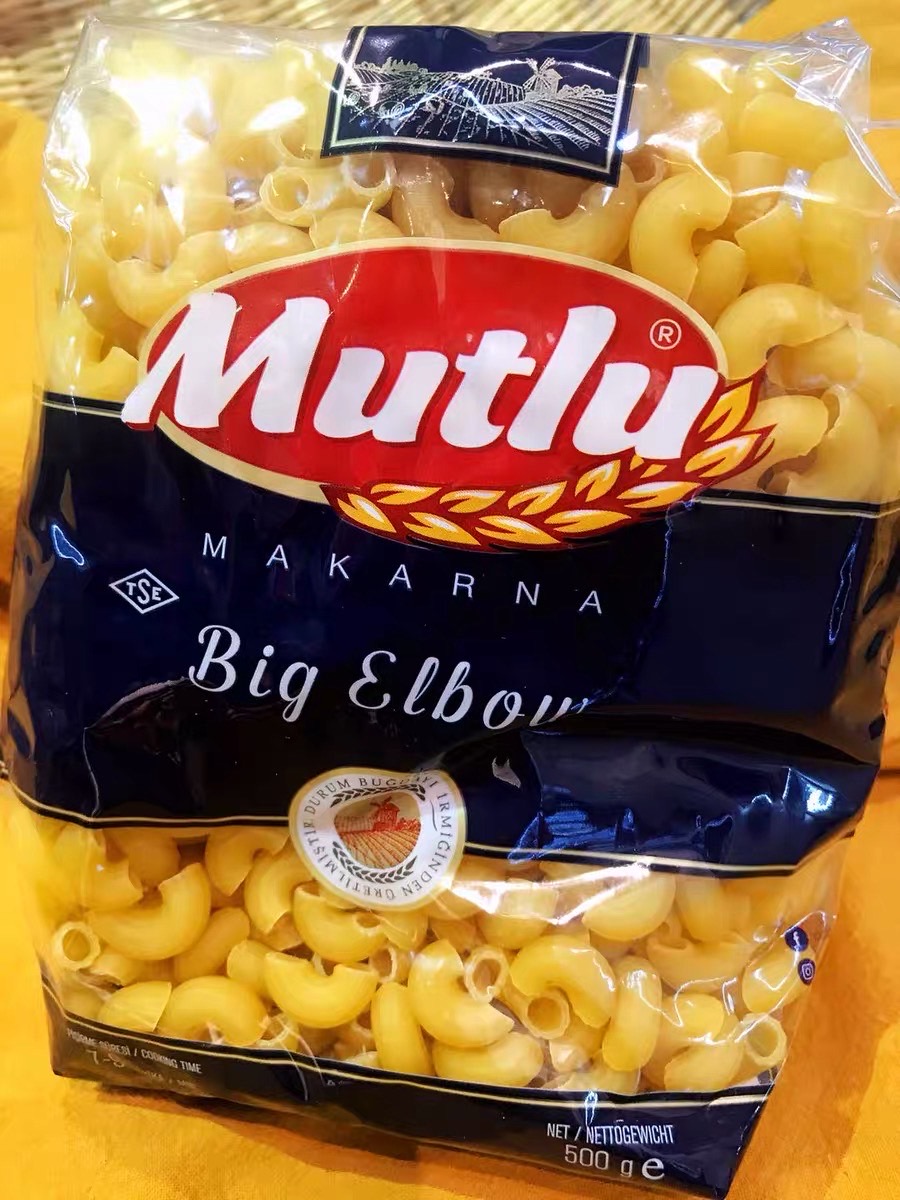 Mutlu®
MAKARNA
TSE
Big Elbow
DURUM BUĞDAYI İRMİĞİNDEN ÜRETİLMİŞTİR
PİŞİRME SÜRESİ / COOKING TIME
NET / NETTOGEWICHT
500 g e